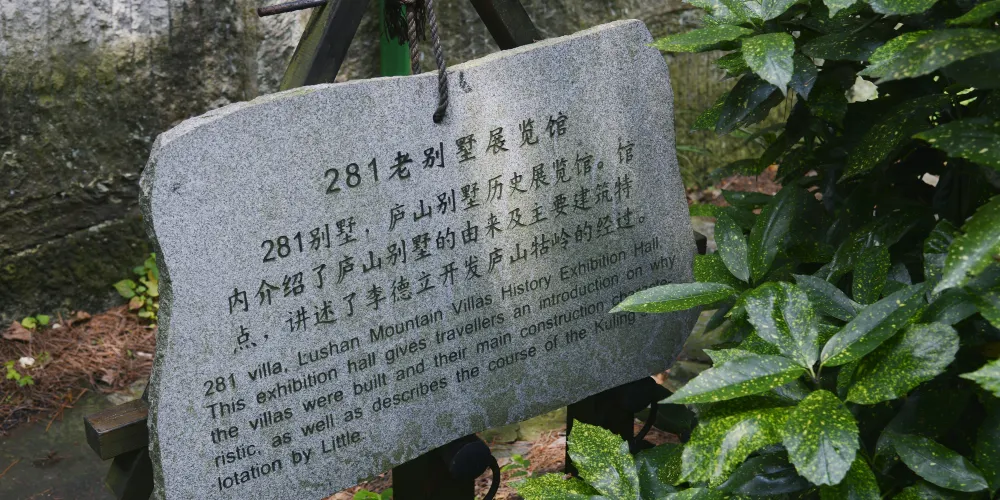 281老别墅展览馆
281别墅，庐山别墅历史展览馆。馆
内介绍了庐山别墅的由来及主要建筑特
点，讲述了李德立开发庐山牯岭的经过。
281 villa, Lushan Mountain Villas History Exhibition Hall.
This exhibition hall gives travellers an introduction on why
the villas were built and their main construction
ristic, as well as describes the course of the Kuling
lotation by Little.